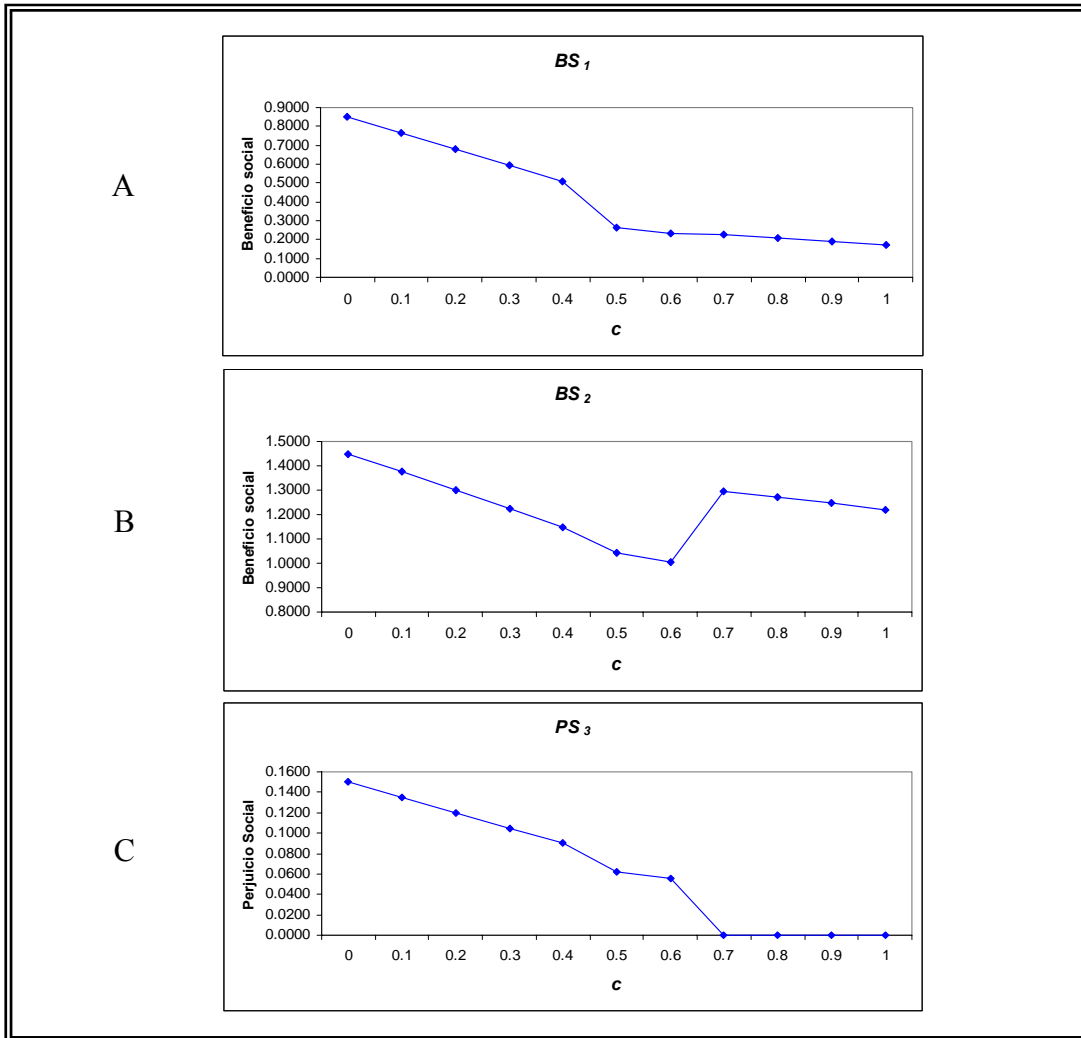 BS 1
A
Beneficio social
0.9000
0.8000
0.7000
0.6000
0.5000
0.4000
0.3000
0.2000
0.1000
0.0000
0 0.1 0.2 0.3 0.4 0.5 0.6 0.7 0.8 0.9 1
c
BS 2
B
Beneficio social
1.5000
1.4000
1.3000
1.2000
1.1000
1.0000
0.9000
0.8000
0 0.1 0.2 0.3 0.4 0.5 0.6 0.7 0.8 0.9 1
c
PS 3
C
Perjuicio Social
0.1600
0.1400
0.1200
0.1000
0.0800
0.0600
0.0400
0.0200
0.0000
0 0.1 0.2 0.3 0.4 0.5 0.6 0.7 0.8 0.9 1
c